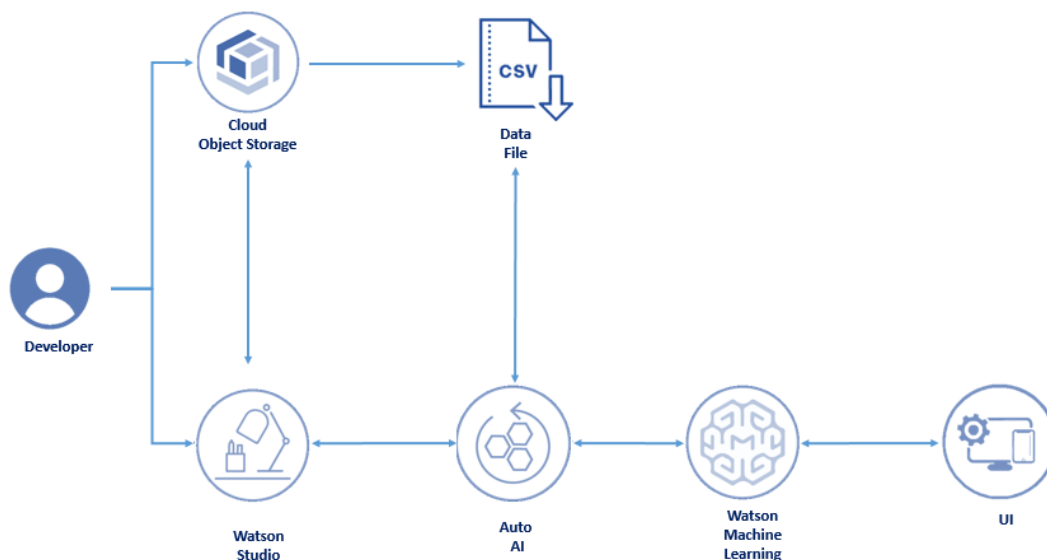 CSV
Cloud
Object Storage
Data
File
Developer
Watson
Studio
Auto
AI
Watson
Machine
Learning
UI